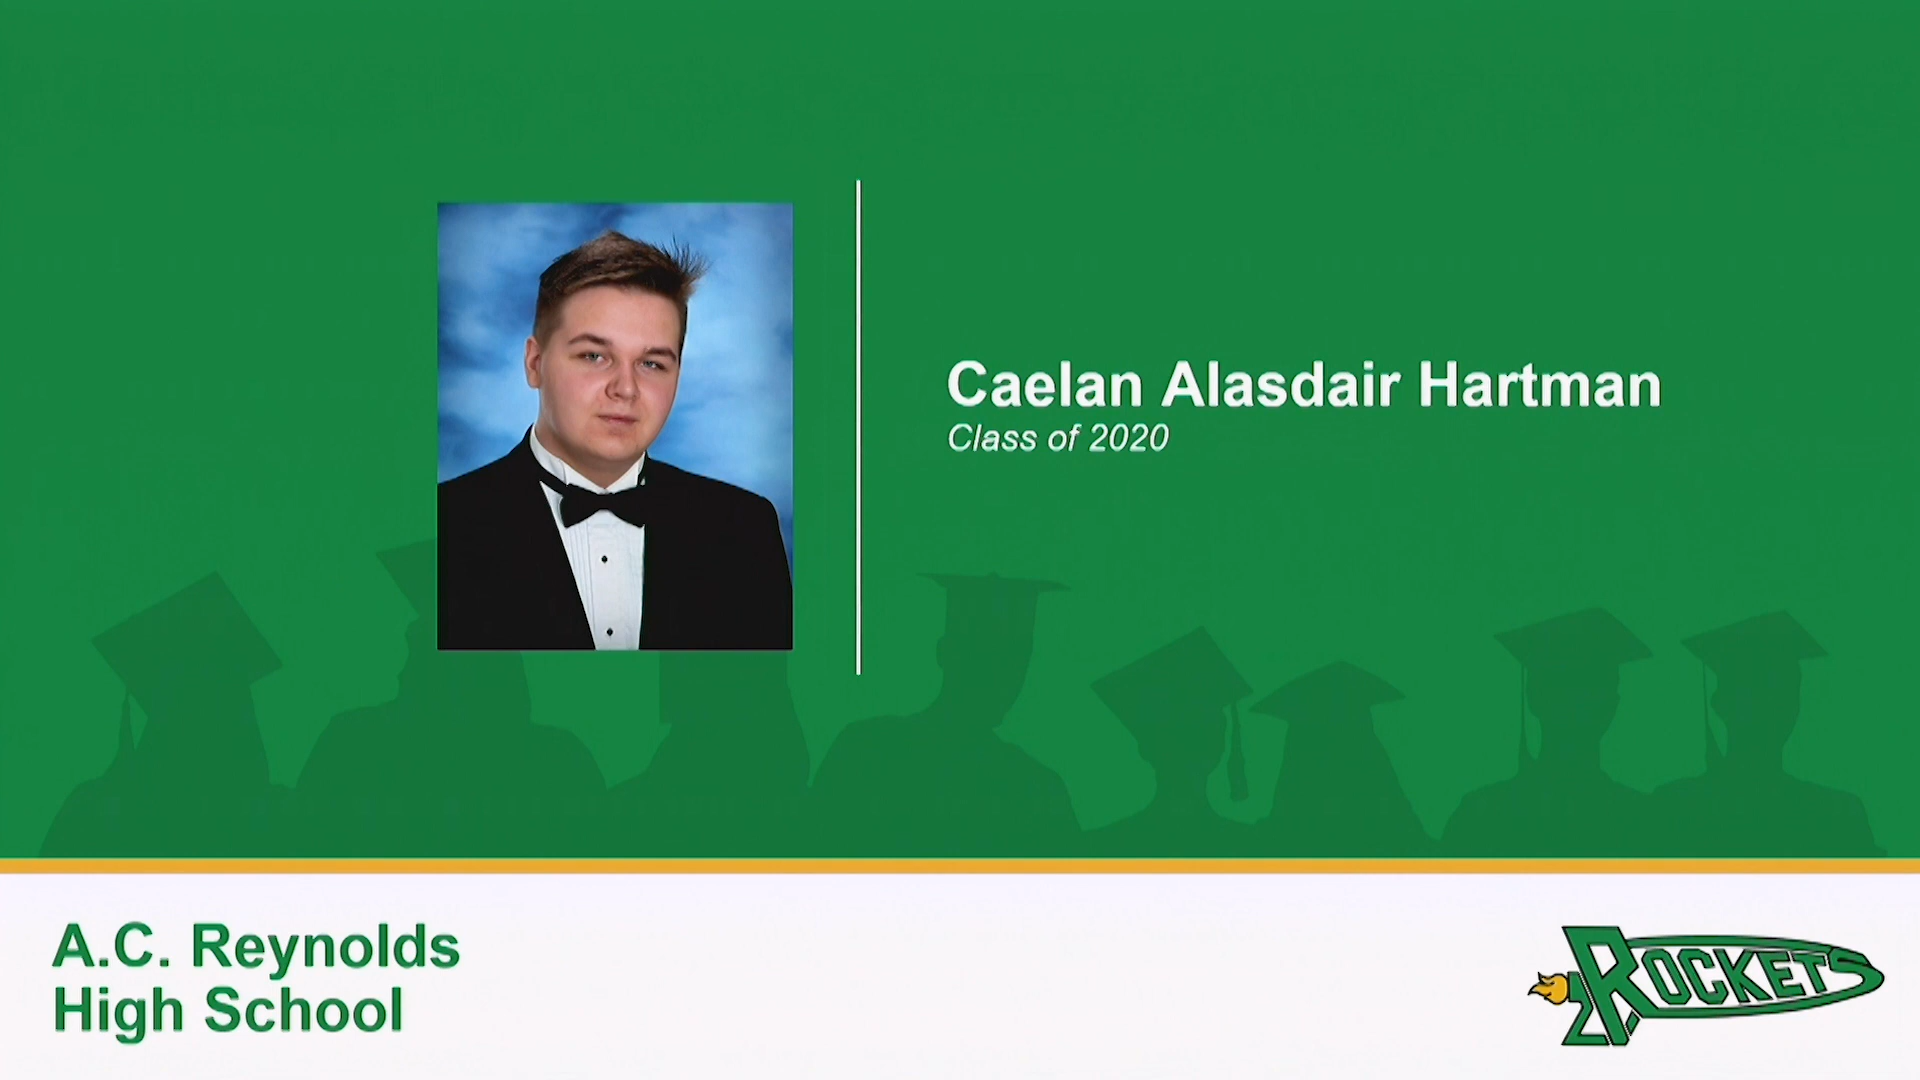 Caelan Alasdair Hartman
Class of 2020
A.C. Reynolds
High School
ROCKETS